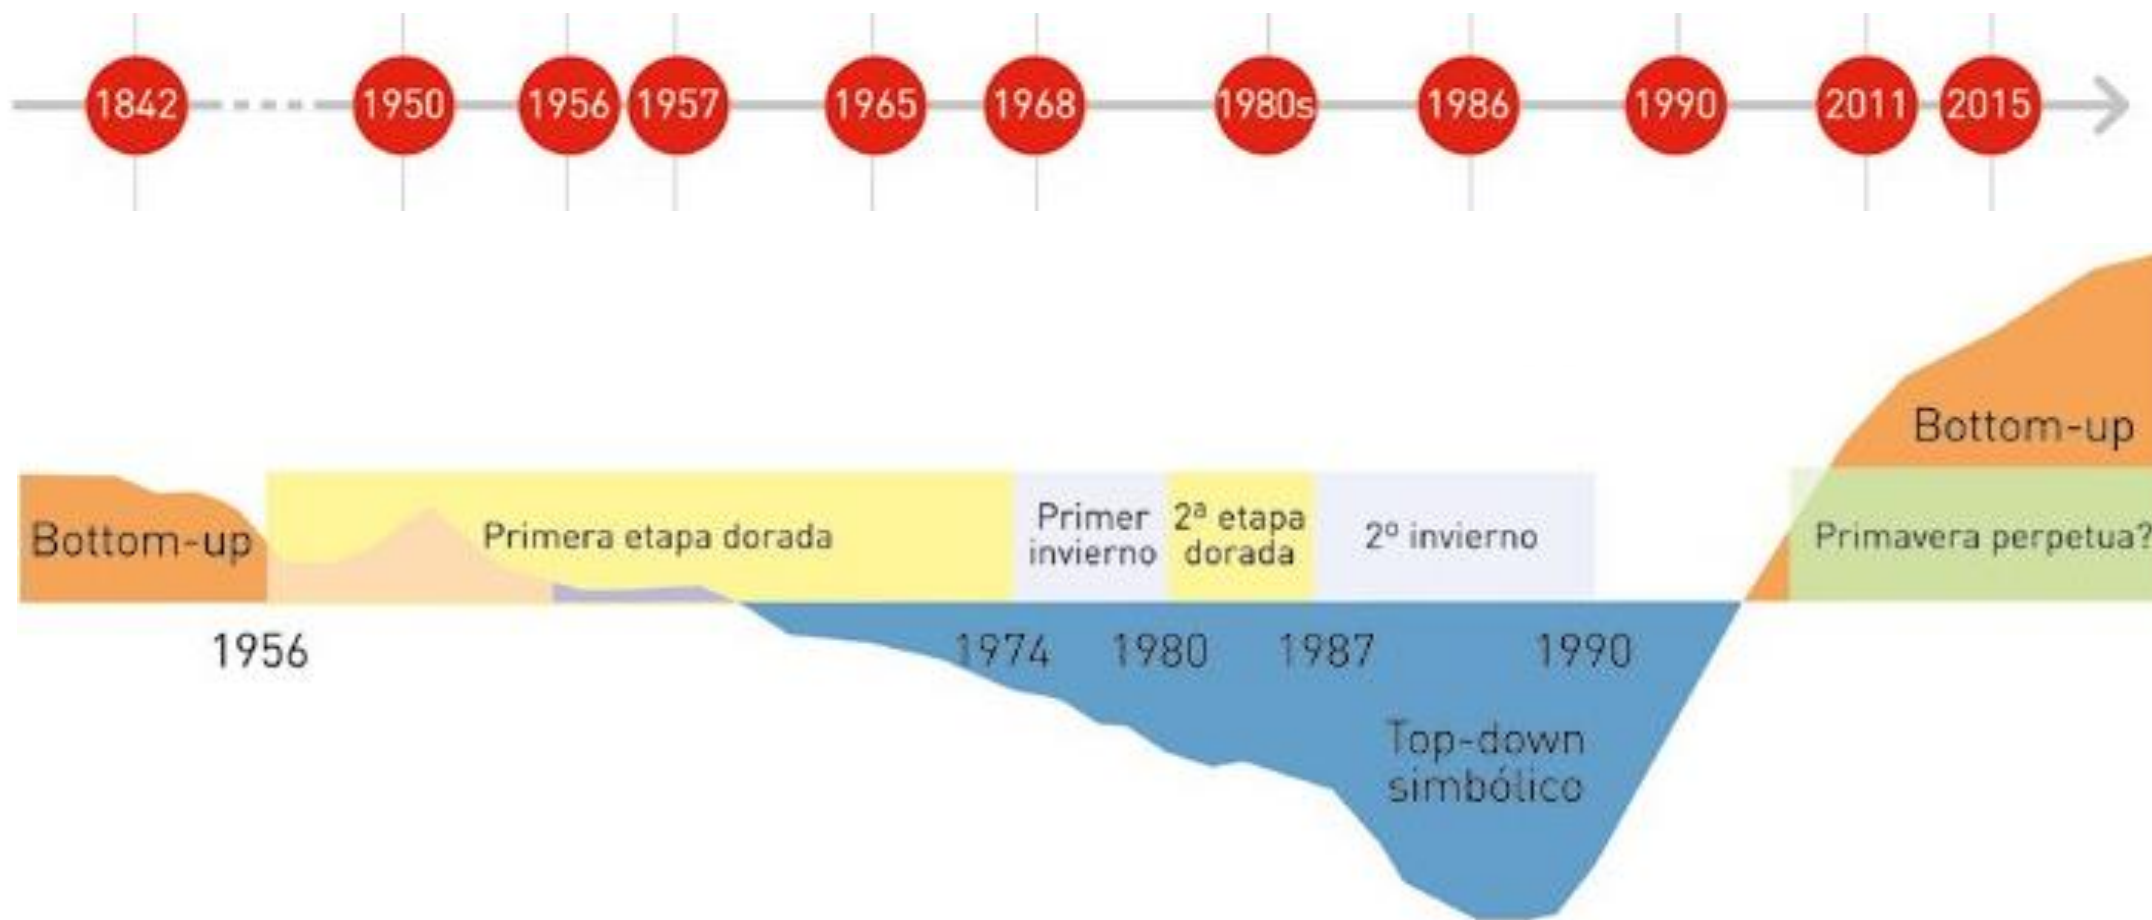 1842 1950 1956 1957 1965 1968 1980s 1986 1990 2011 2015
Bottom-up
Bottom-up
Primera etapa dorada
Primer
invierno
2ª etapa
dorada
2º invierno
Primavera perpetua?
1956 1974 1980 1987 1990
Top-down
simbólico